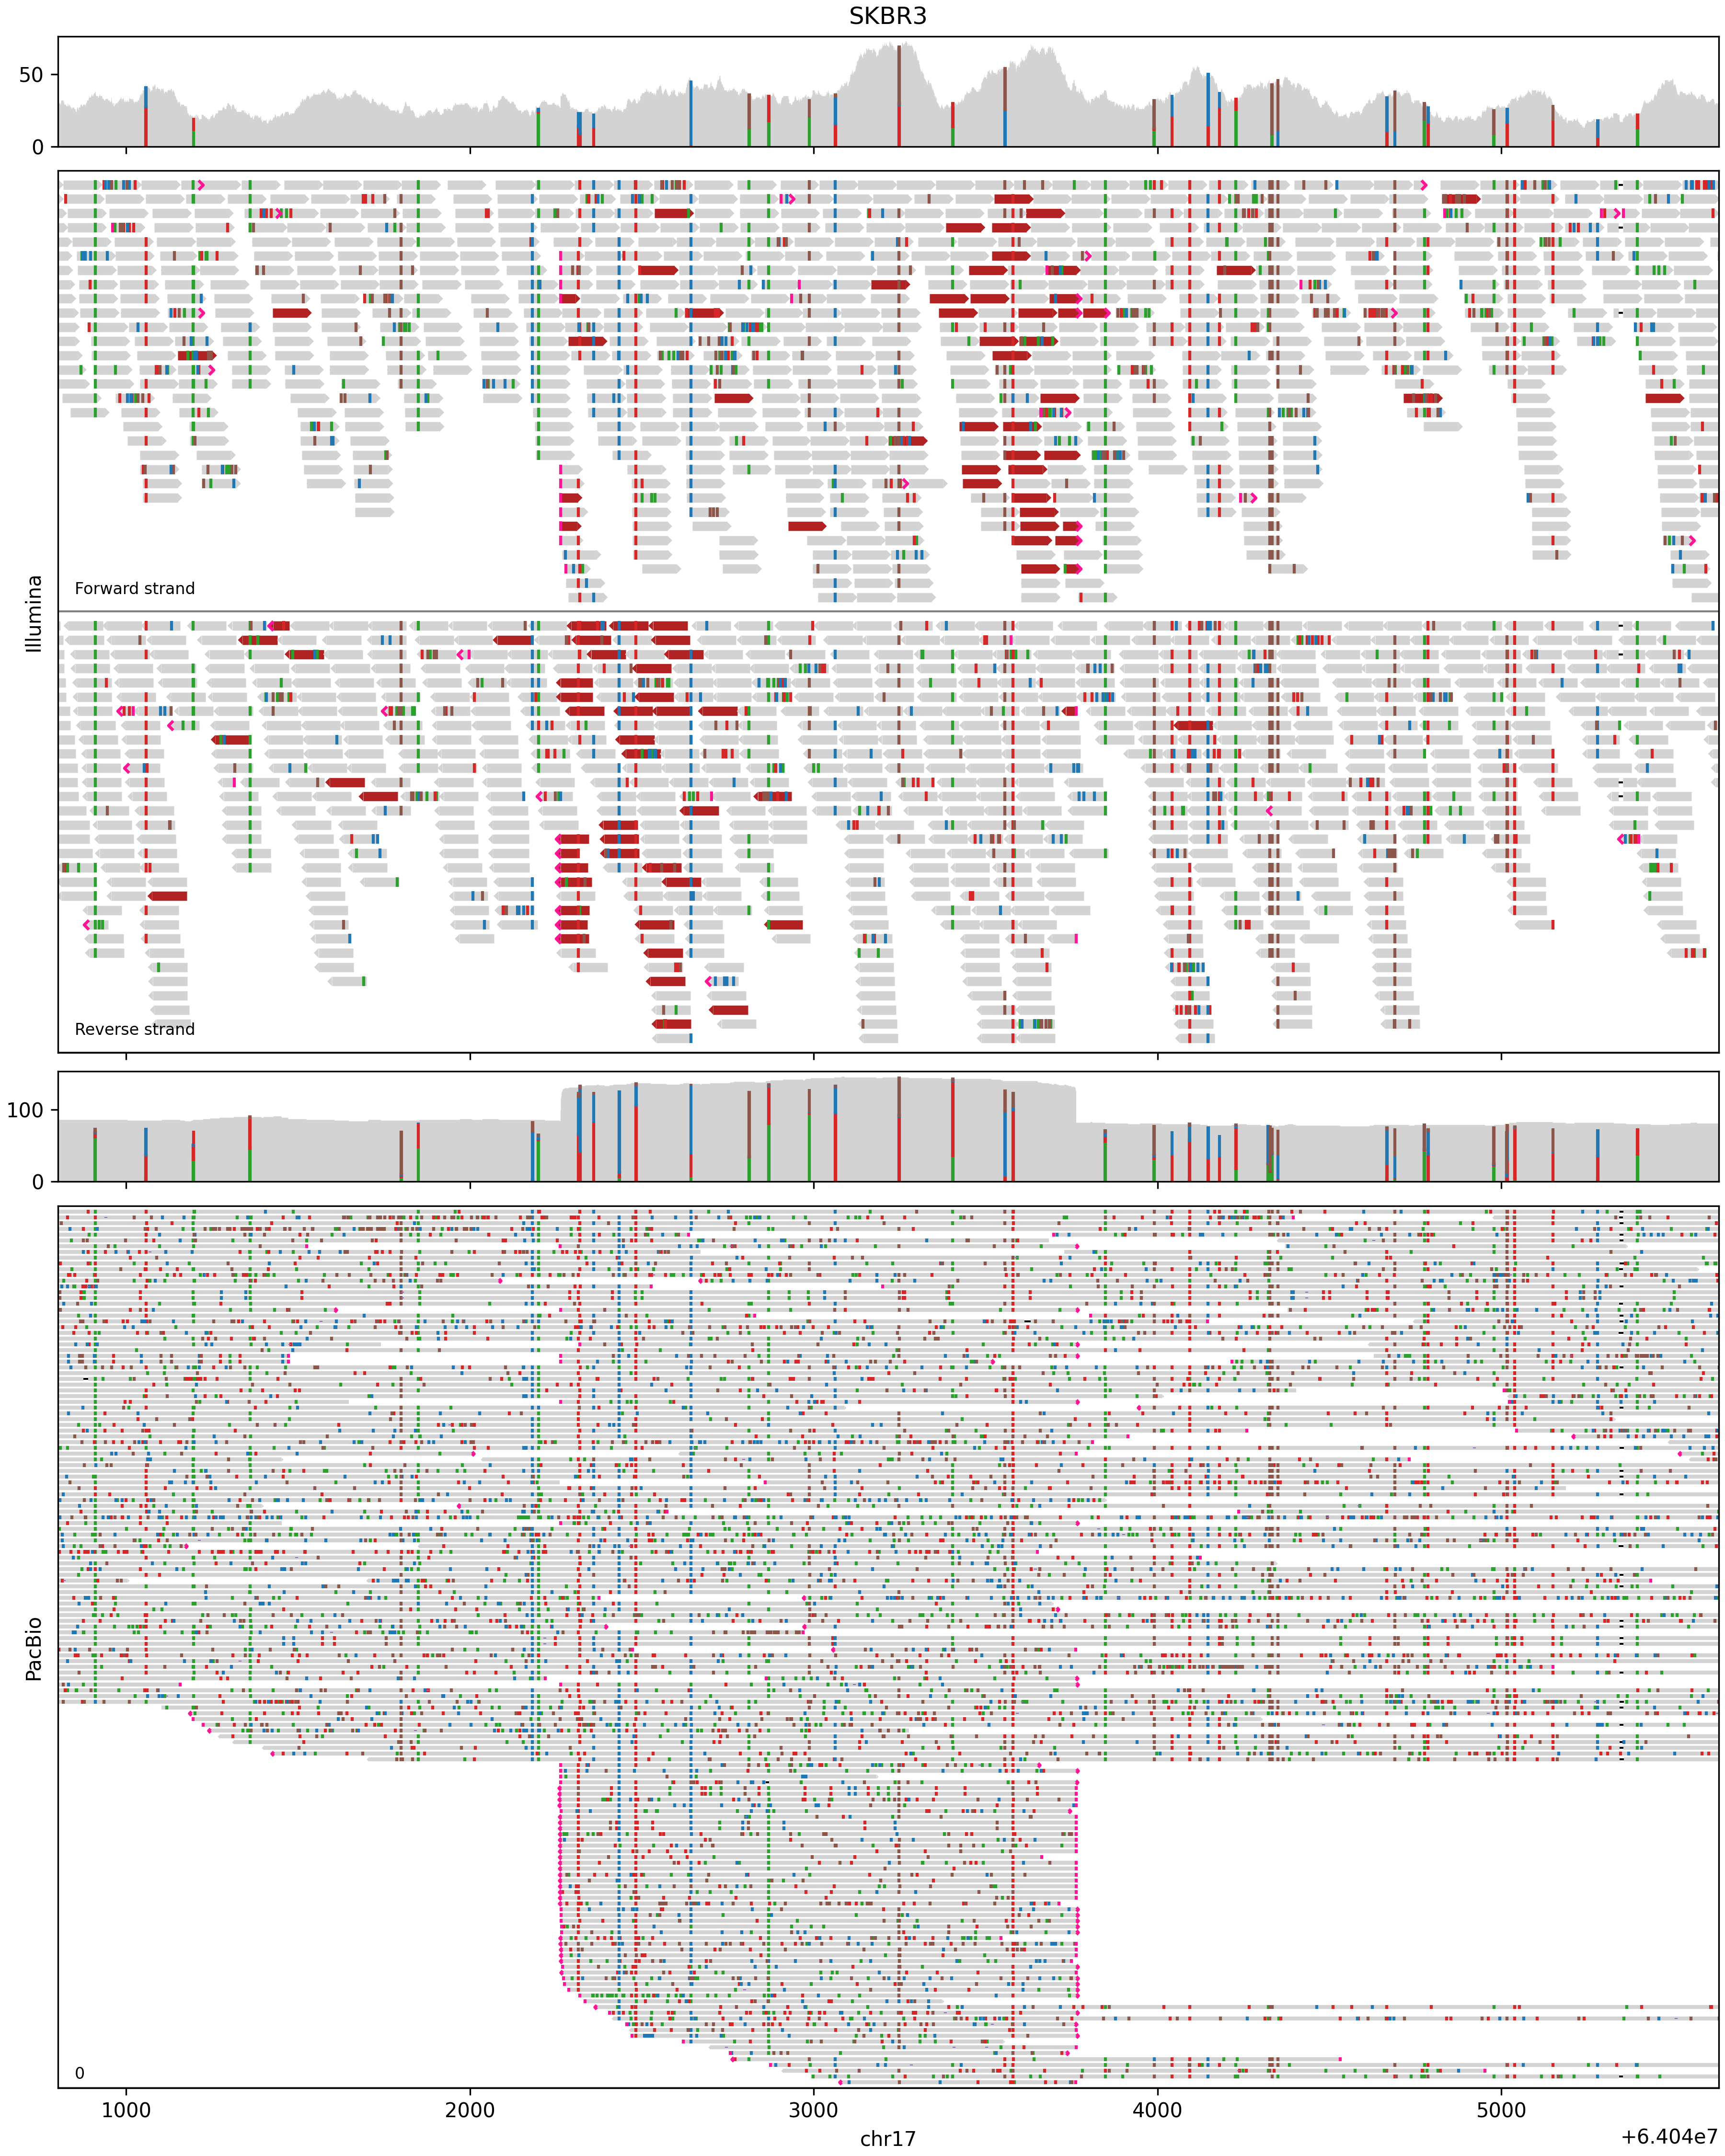 SKBR3
50
0
Illumina
Forward strand
Reverse strand
100
0
PacBio
0
1000 2000 3000 4000 5000
chr17
+6.404e7